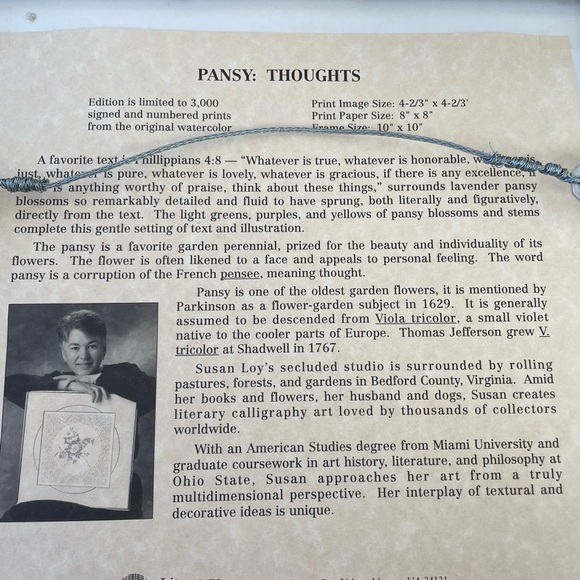 PANSY: THOUGHTS
Edition is limited to 3,000
signed and numbered prints
from the original watercolor
Print Image Size: 4-2/3" x 4-2/3'
Print Paper Size: 8" x 8"
Frame Size: 10" x 10"
A favorite text is Phillippians 4:8 — "Whatever is true, whatever is honorable, whatever is
just, whatever is pure, whatever is lovely, whatever is gracious, if there is any excellence, if
is anything worthy of praise, think about these things," surrounds lavender pansy
blossoms so remarkably detailed and fluid to have sprung, both literally and figuratively,
directly from the text. The light greens, purples, and yellows of pansy blossoms and stems
complete this gentle setting of text and illustration.
The pansy is a favorite garden perennial, prized for the beauty and individuality of its
flowers. The flower is often likened to a face and appeals to personal feeling. The word
pansy is a corruption of the French pensee, meaning thought.
Pansy is one of the oldest garden flowers, it is mentioned by
Parkinson as a flower-garden subject in 1629. It is generally
assumed to be descended from Viola tricolor, a small violet
native to the cooler parts of Europe. Thomas Jefferson grew V.
tricolor at Shadwell in 1767.
Susan Loy's secluded studio is surrounded by rolling
pastures, forests, and gardens in Bedford County, Virginia. Amid
her books and flowers, her husband and dogs, Susan creates
literary calligraphy art loved by thousands of collectors
worldwide.
With an American Studies degree from Miami University and
graduate coursework in art history, literature, and philosophy at
Ohio State, Susan approaches her art from a truly
multidimensional perspective. Her interplay of textual and
decorative ideas is unique.
VA 24121